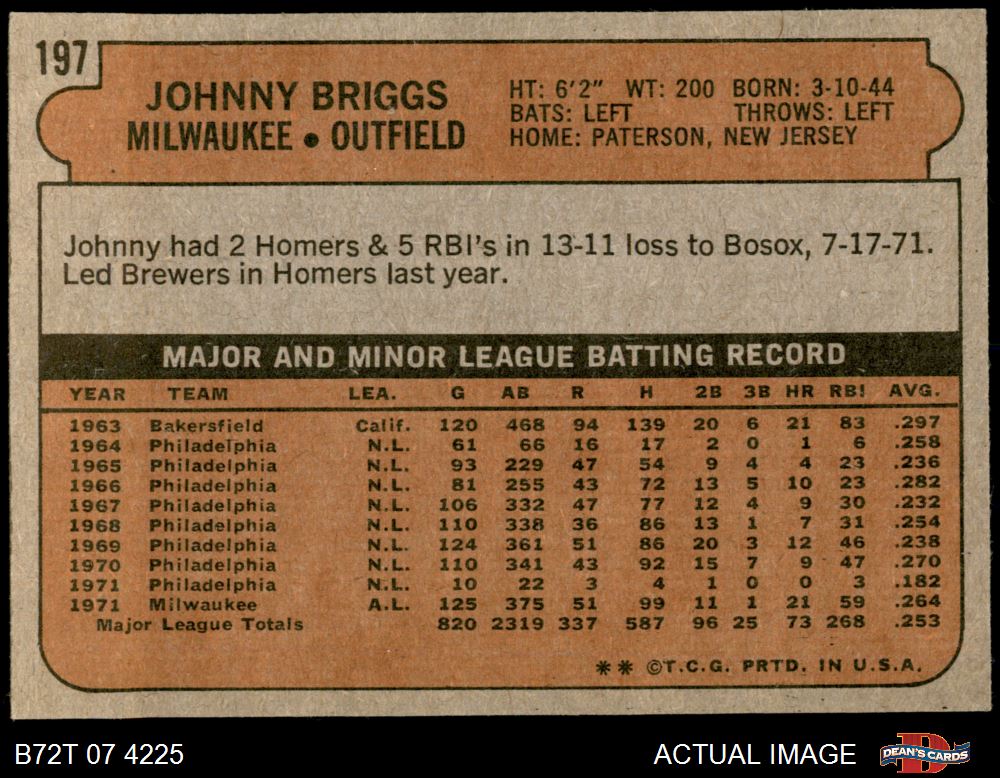 197
JOHNNY BRIGGS
MILWAUKEE • OUTFIELD
HT: 6'2" WT: 200 BORN: 3-10-44
BATS: LEFT THROWS: LEFT
HOME: PATERSON, NEW JERSEY
Johnny had 2 Homers & 5 RBI's in 13-11 loss to Bosox, 7-17-71.
Led Brewers in Homers last year.
MAJOR AND MINOR LEAGUE BATTING RECORD
YEAR TEAM LEA. G AB R H 2B 3B HR RBI AVG.
1963 Bakersfield Calif. 120 468 94 139 20 6 21 83 .297
1964 Philadelphia N.L. 61 66 16 17 2 0 1 6 .258
1965 Philadelphia N.L. 93 229 47 54 9 4 4 23 .236
1966 Philadelphia N.L. 81 255 43 72 13 5 10 23 .282
1967 Philadelphia N.L. 106 332 47 77 12 4 9 30 .232
1968 Philadelphia N.L. 110 338 36 86 13 1 7 31 .254
1969 Philadelphia N.L. 124 361 51 86 20 3 12 46 .238
1970 Philadelphia N.L. 110 341 43 92 15 7 9 47 .270
1971 Philadelphia N.L. 10 22 3 4 1 0 0 3 .182
1971 Milwaukee A.L. 125 375 51 99 11 1 21 59 .264
Major League Totals 820 2319 337 587 96 25 73 268 .253
** ©T.C.G. PRTD. IN U.S.A.
B72T 07 4225
ACTUAL IMAGE
D
DEAN'S CARDS